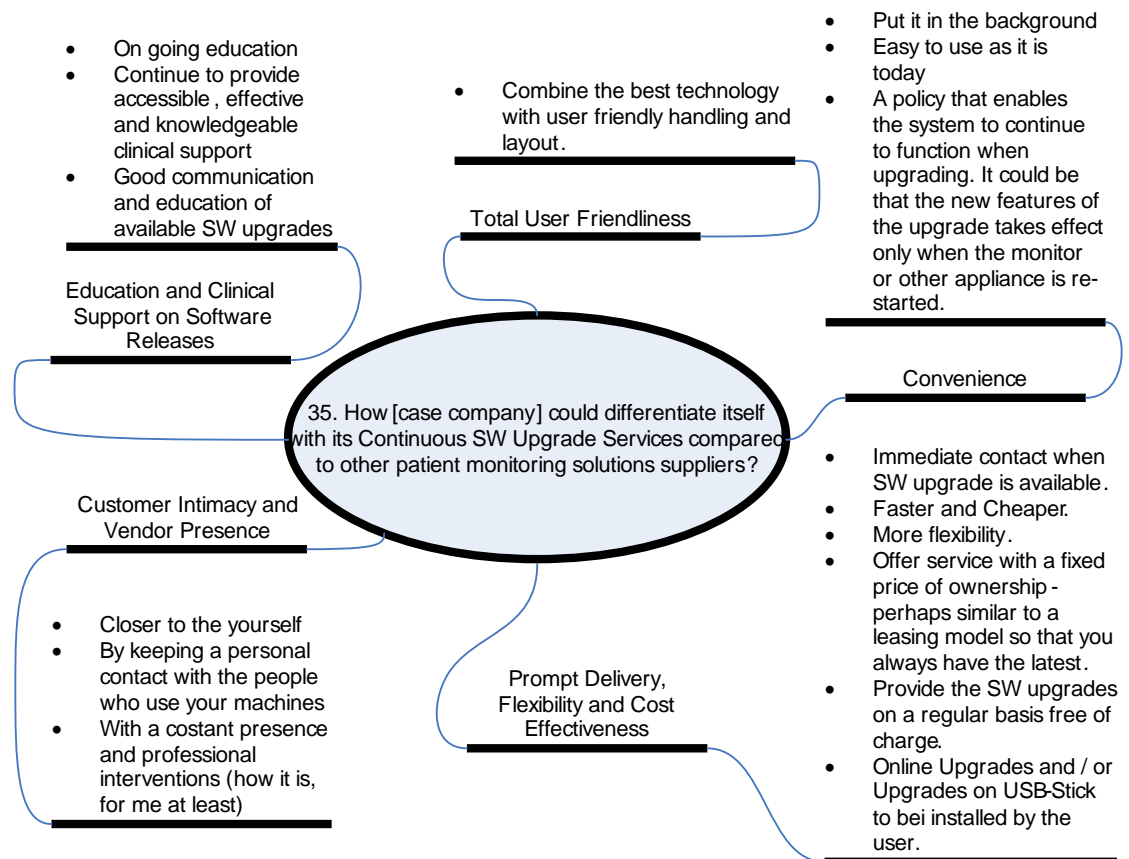 • On going education
• Continue to provide
accessible , effective
and knowledgeable
clinical support
• Good communication
and education of
available SW upgrades
Education and Clinical
Support on Software
Releases
• Combine the best technology
with user friendly handling and
layout.
Total User Friendliness
• Put it in the background
• Easy to use as it is
today
• A policy that enables
the system to continue
to function when
upgrading. It could be
that the new features of
the upgrade takes effect
only when the monitor
or other appliance is re-
started.
Convenience
35. How [case company] could differentiate itself
with its Continuous SW Upgrade Services compared
to other patient monitoring solutions suppliers?
Customer Intimacy and
Vendor Presence
• Closer to the yourself
• By keeping a personal
contact with the people
who use your machines
• With a costant presence
and professional
interventions (how it is,
for me at least)
Prompt Delivery,
Flexibility and Cost
Effectiveness
• Immediate contact when
SW upgrade is available.
• Faster and Cheaper.
• More flexibility.
• Offer service with a fixed
price of ownership -
perhaps similar to a
leasing model so that you
always have the latest.
• Provide the SW upgrades
on a regular basis free of
charge.
• Online Upgrades and / or
Upgrades on USB-Stick
to bei installed by the
user.